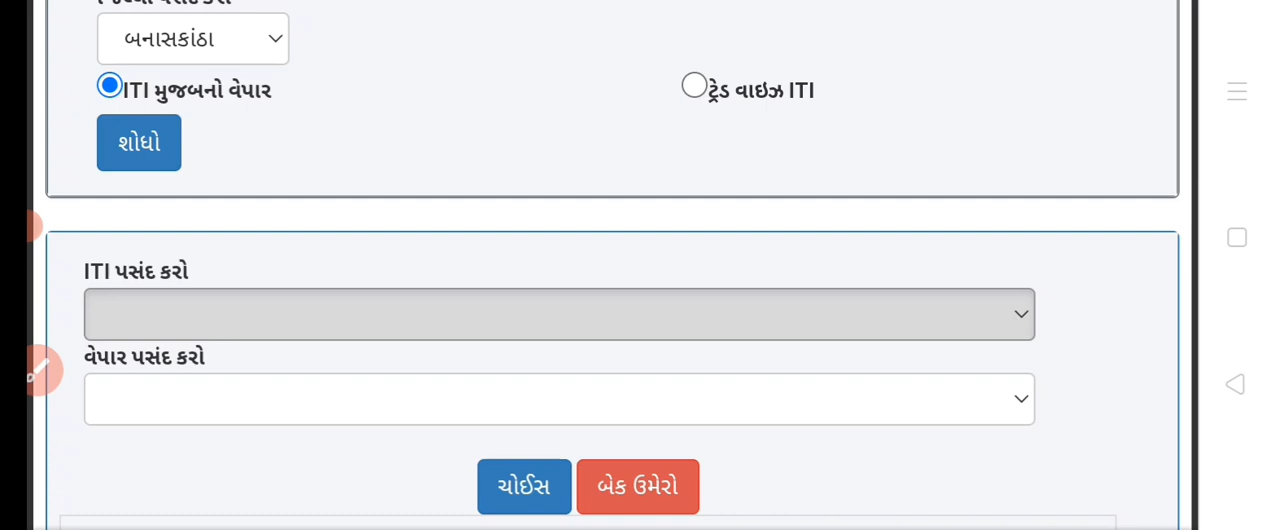 બનાસકાંઠા
ITI મુજબનો વેપાર
ટ્રેડ વાઇઝ ITI
શોધો
ITI પસંદ કરો
વેપાર પસંદ કરો
ચોઈસ
બેક ઉમેરો